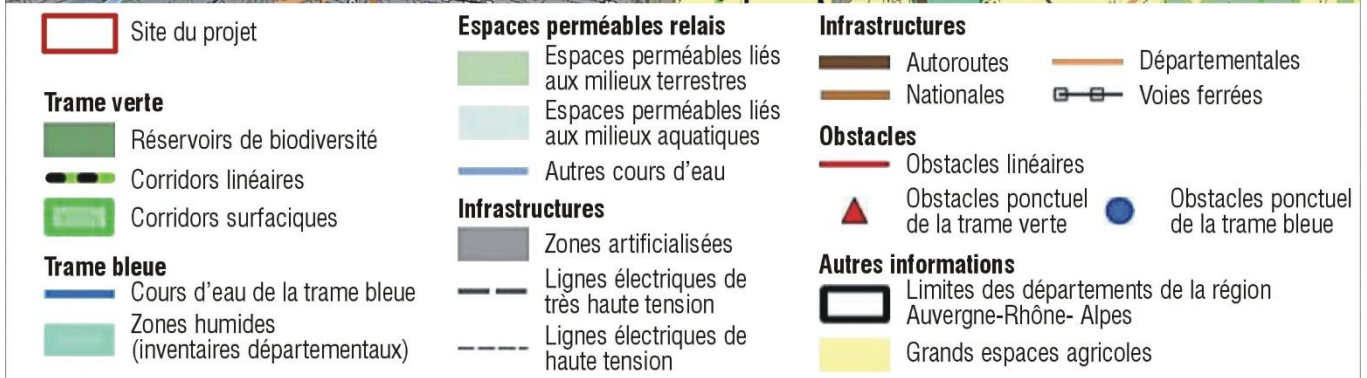 Site du projet
Trame verte
Réservoirs de biodiversité
Corridors linéaires
Corridors surfaciques
Trame bleue
Cours d'eau de la trame bleue
Zones humides
(inventaires départementaux)
Espaces perméables relais
Espaces perméables liés
aux milieux terrestres
Espaces perméables liés
aux milieux aquatiques
Autres cours d'eau
Infrastructures
Zones artificialisées
Lignes électriques de
très haute tension
Lignes électriques de
haute tension
Infrastructures
Autoroutes
Départementales
Nationales
Voies ferrées
Obstacles
Obstacles linéaires
Obstacles ponctuel
de la trame verte
Obstacles ponctuel
de la trame bleue
Autres informations
Limites des départements de la région
Auvergne-Rhône- Alpes
Grands espaces agricoles